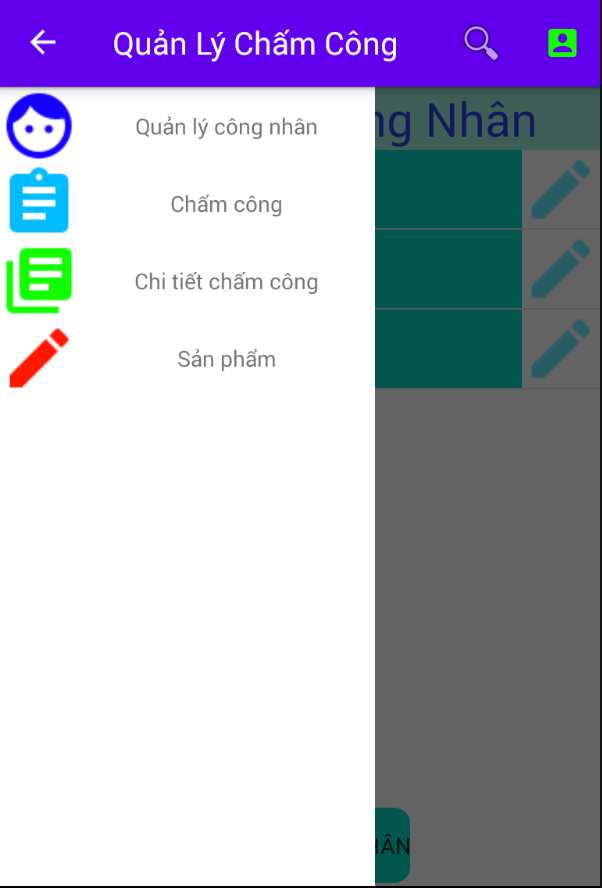 Quản Lý Chấm Công
ng Nhân
Quản lý công nhân
Chấm công
Chi tiết chấm công
Sản phẩm
HÂN